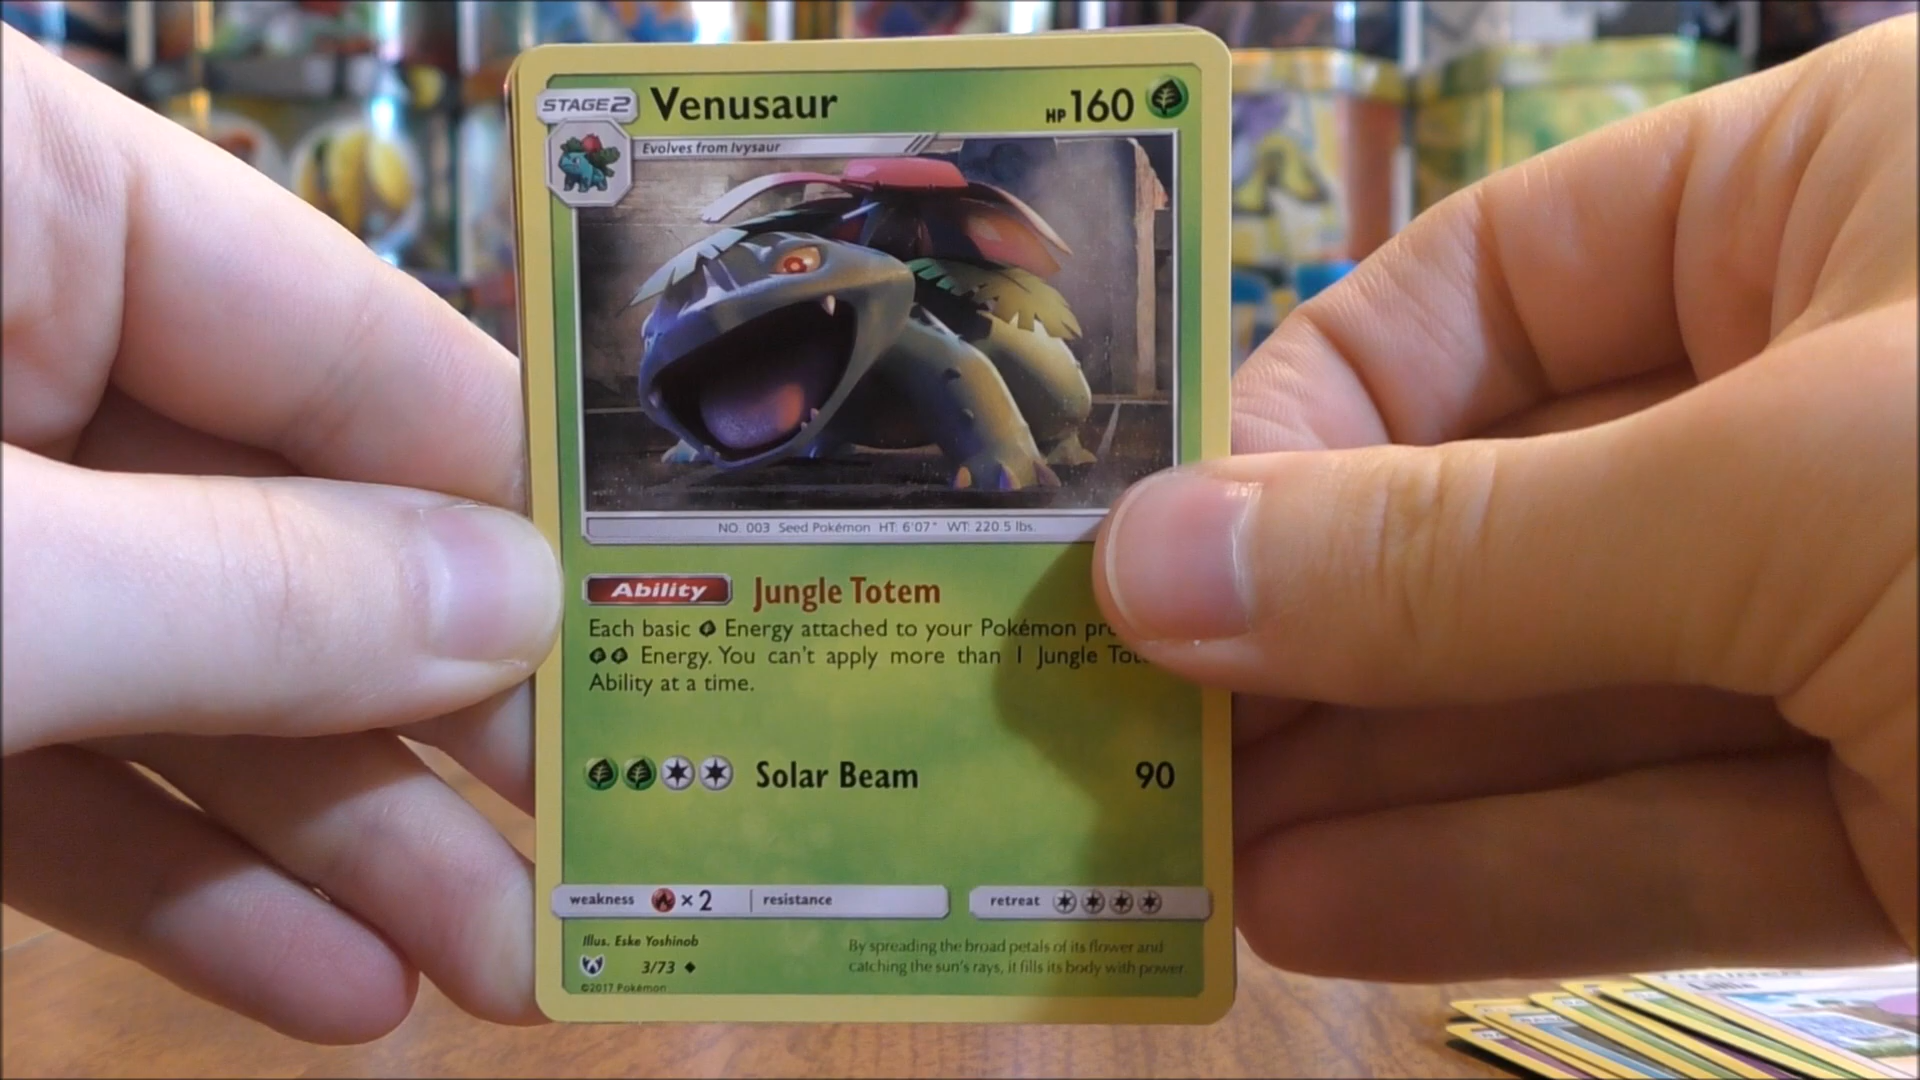 STAGE2 Venusaur HP 160
Evolves from Ivysaur
NO. 003 Seed Pokémon HT: 6'07" WT: 220.5 lbs.
Ability Jungle Totem
Each basic Energy attached to your Pokémon
Energy. You can't apply more than 1 Jungle
Ability at a time.
Solar Beam 90
weakness ×2 resistance retreat
Illus. Eske Yoshinob
By spreading the broad petals of its flower and
3/73
catching the sun's rays, it fills its body with power.
©2017 Pokémon
TRAINER